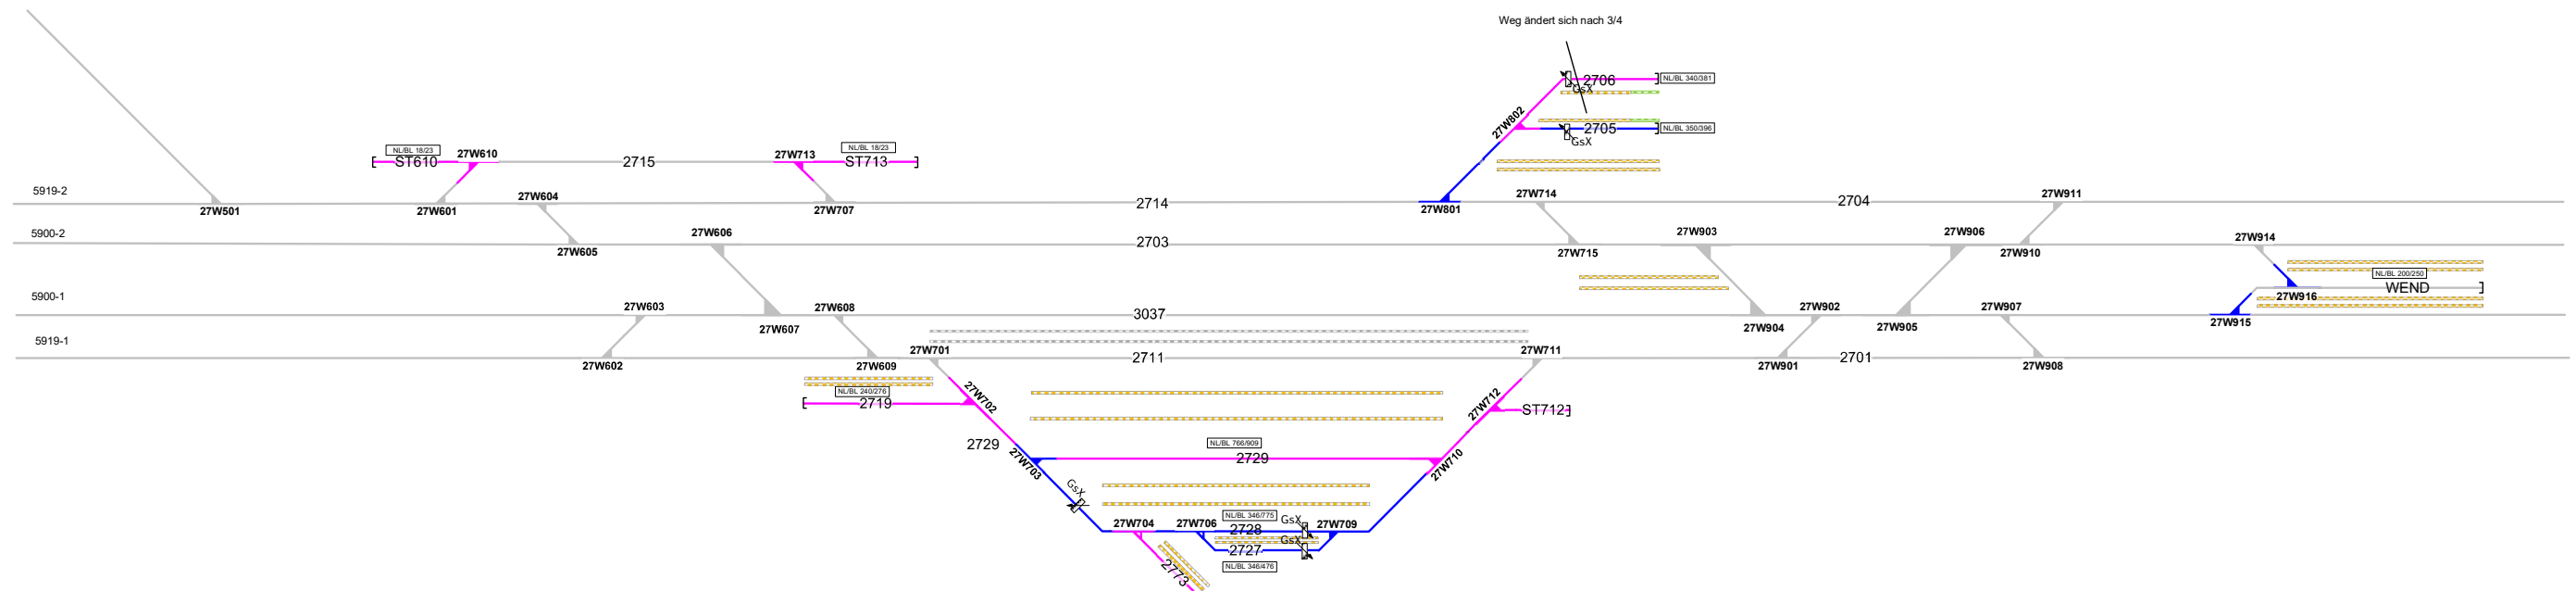 Weg ändert sich nach 3/4
2706
NL/BL 340/381
GsX
27W802
2705
NL/BL 350/396
GsX
NL/BL 18/23
ST610
27W610
2715
27W713
NL/BL 18/23
ST713
5919-2
27W501
27W601
27W604
27W707
2714
27W801
27W714
2704
27W911
5900-2
27W605
27W606
2703
27W715
27W903
27W906
27W910
27W914
NL/BL 200/250
WEND
27W916
5900-1
27W603
27W607
27W608
3037
27W904
27W902
27W905
27W907
27W915
5919-1
27W602
27W609
27W701
2711
27W711
27W901
2701
27W908
NL/BL 240/276
2719
27W702
27W712
ST712
2729
NL/BL 766/909
2729
27W703
27W710
GsX
27W704
27W706
NL/BL 346/775
2728
GsX
27W709
2727
GsX
NL/BL 346/476
2773